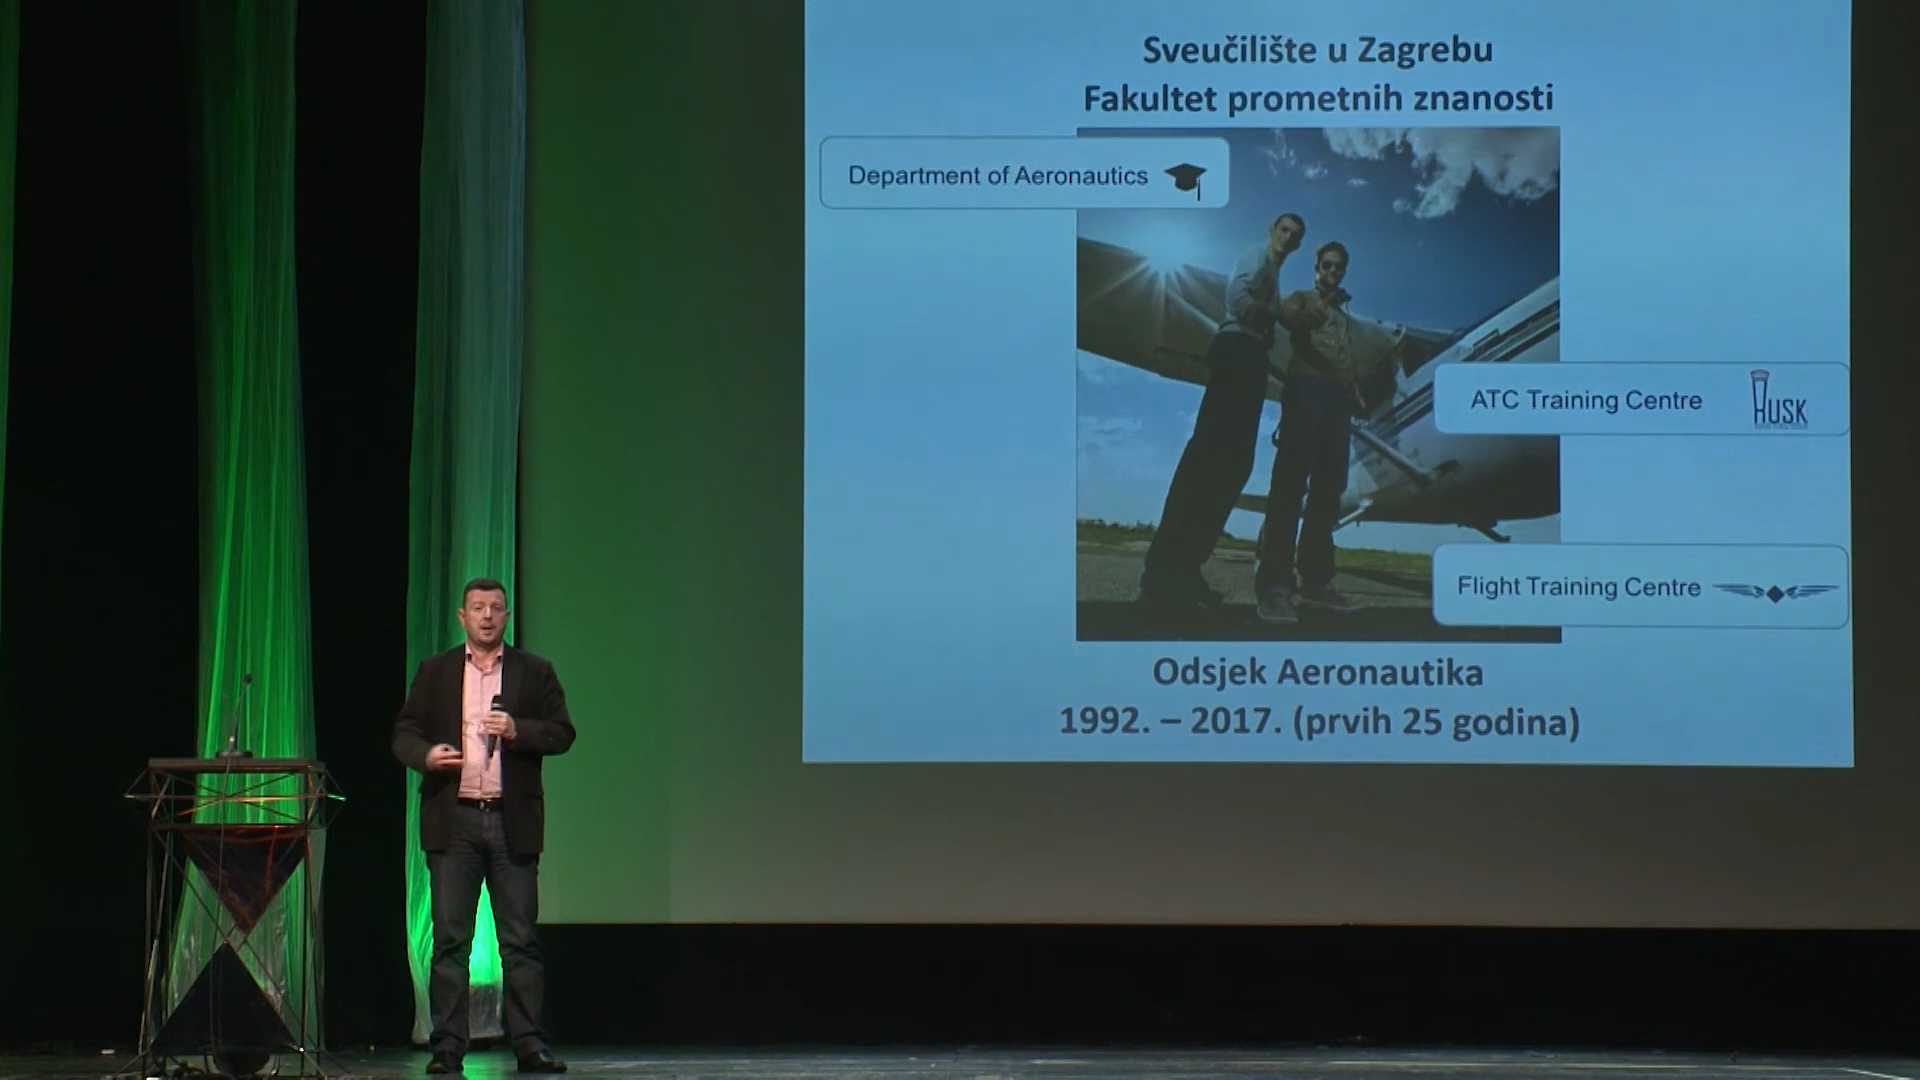 Sveučilište u Zagrebu
Fakultet prometnih znanosti
Department of Aeronautics
ATC Training Centre
HUSK
Flight Training Centre
Odsjek Aeronautika
1992. – 2017. (prvih 25 godina)